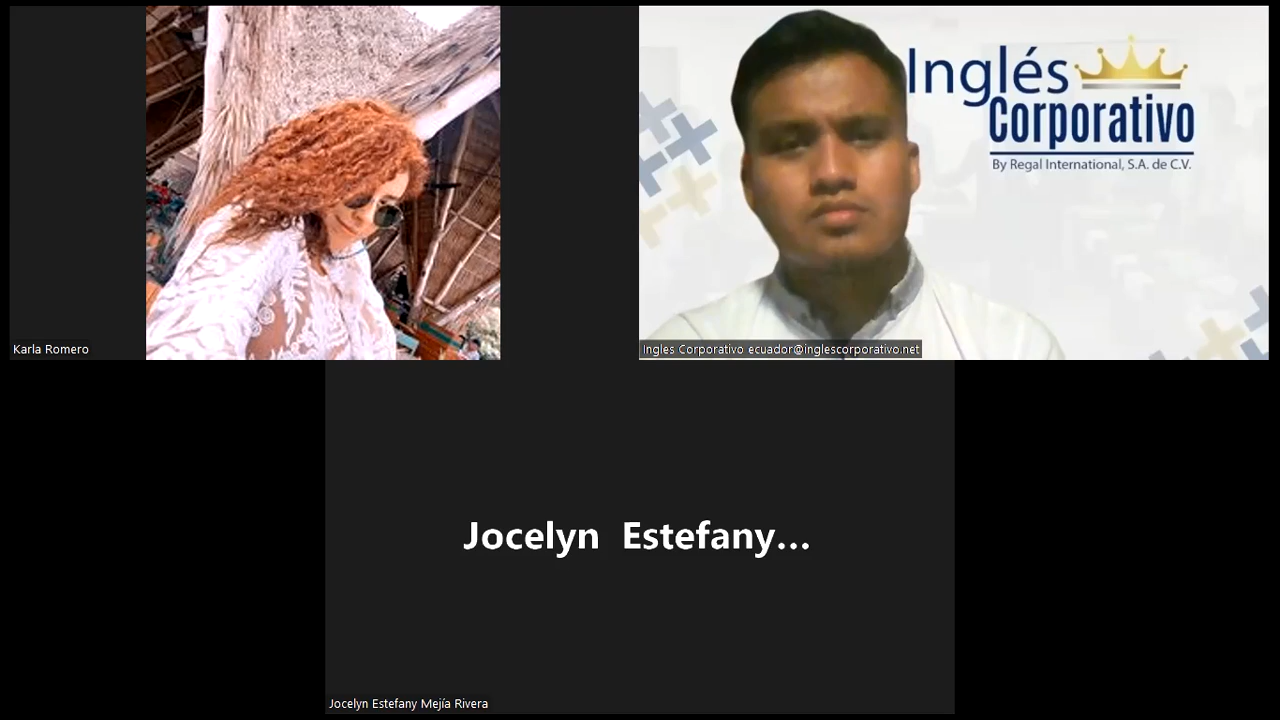 Inglés
Corporativo
By Regal International, S.A. de C.V.
Karla Romero
Ingles Corporativo ecuador@inglescorporativo.net
Jocelyn Estefany...
Jocelyn Estefany Mejía Rivera